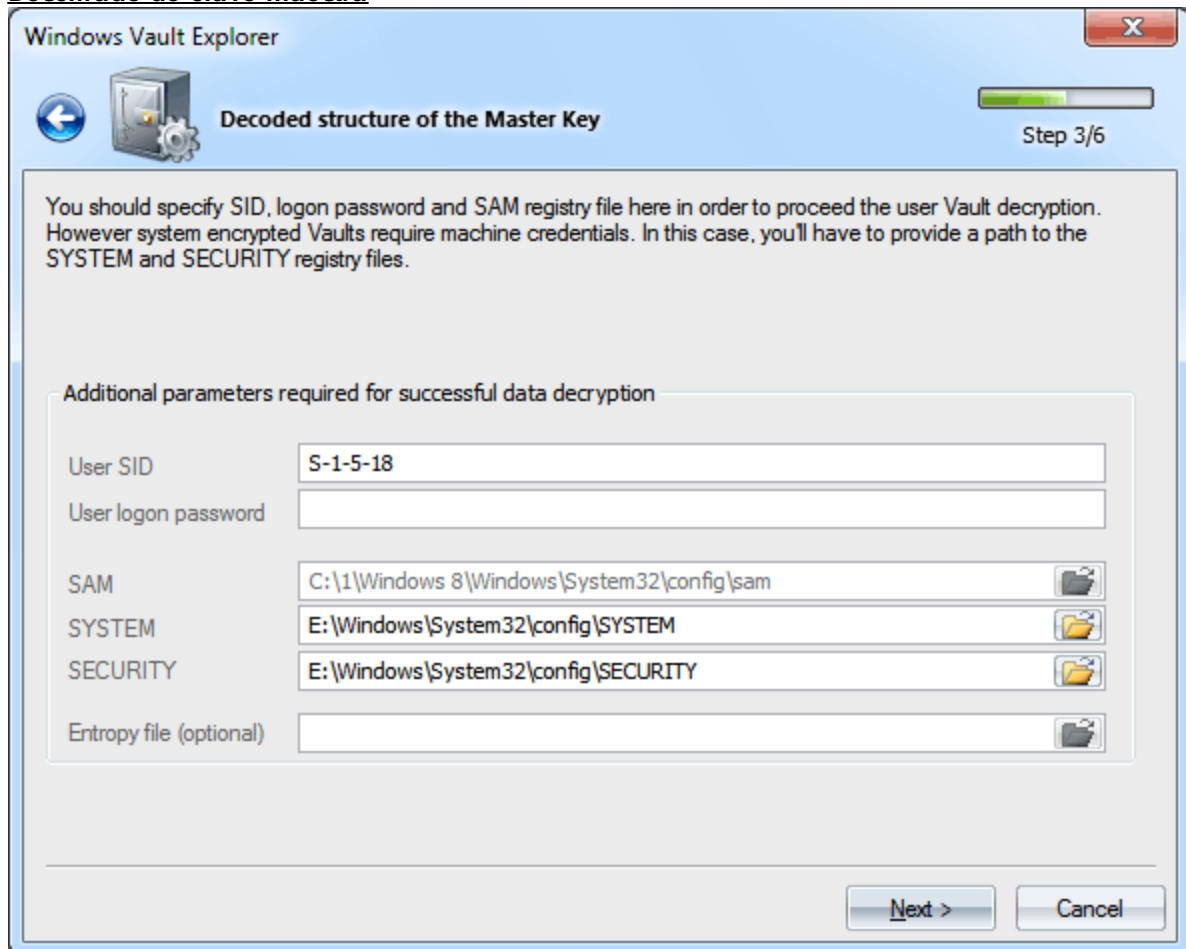 Descifrado de clave maestra
Windows Vault Explorer
Decoded structure of the Master Key
Step 3/6
You should specify SID, logon password and SAM registry file here in order to proceed the user Vault decryption.
However system encrypted Vaults require machine credentials. In this case, you'll have to provide a path to the
SYSTEM and SECURITY registry files.
Additional parameters required for successful data decryption
User SID
S-1-5-18
User logon password
SAM
C:\1\Windows 8\Windows\System32\config\sam
SYSTEM
E:\Windows\System32\config\SYSTEM
SECURITY
E:\Windows\System32\config\SECURITY
Entropy file (optional)
Next >
Cancel